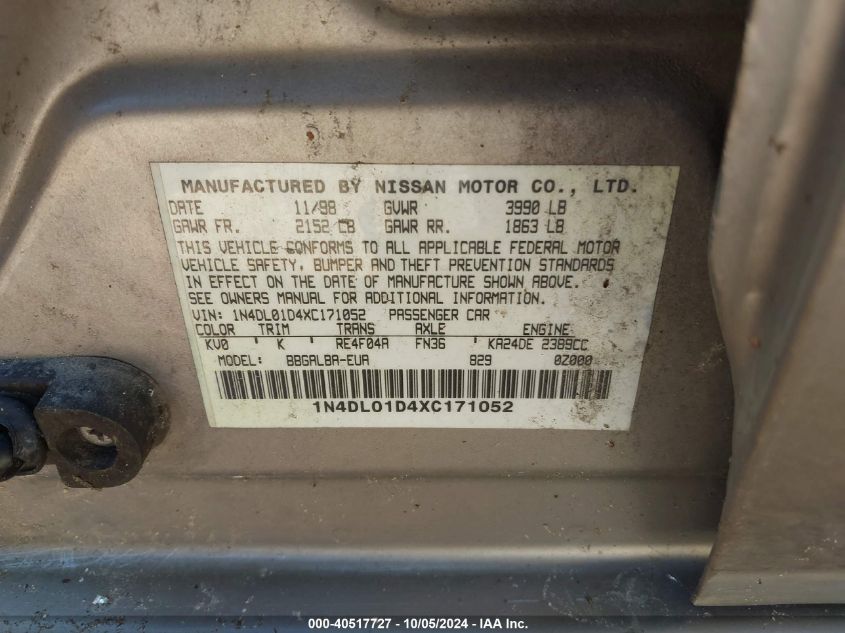 MANUFACTURED BY NISSAN MOTOR CO., LTD.
DATE 11/98 GVWR 3990 LB
GAWR FR. 2152 LB GAWR RR. 1863 LB
THIS VEHICLE CONFORMS TO ALL APPLICABLE FEDERAL MOTOR
VEHICLE SAFETY, BUMPER AND THEFT PREVENTION STANDARDS
IN EFFECT ON THE DATE OF MANUFACTURE SHOWN ABOVE.
SEE OWNERS MANUAL FOR ADDITIONAL INFORMATION.
VIN: 1N4DL01D4XC171052 PASSENGER CAR
COLOR TRIM TRANS AXLE ENGINE
KV0 ' K ' RE4F04A FN36 ' KA24DE 2389CC
MODEL: BBGALBA-EUA 829 0Z000
1N4DL01D4XC171052
000-40517727 - 10/05/2024 - IAA Inc.